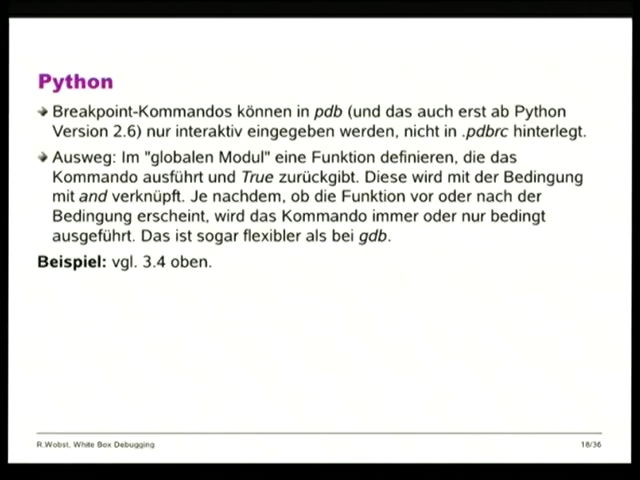 Python
Breakpoint-Kommandos können in pdb (und das auch erst ab Python
Version 2.6) nur interaktiv eingegeben werden, nicht in .pdbrc hinterlegt.
Ausweg: Im "globalen Modul" eine Funktion definieren, die das
Kommando ausführt und True zurückgibt. Diese wird mit der Bedingung
mit and verknüpft. Je nachdem, ob die Funktion vor oder nach der
Bedingung erscheint, wird das Kommando immer oder nur bedingt
ausgeführt. Das ist sogar flexibler als bei gdb.
Beispiel: vgl. 3.4 oben.
R.Wobst, White Box Debugging
18/36